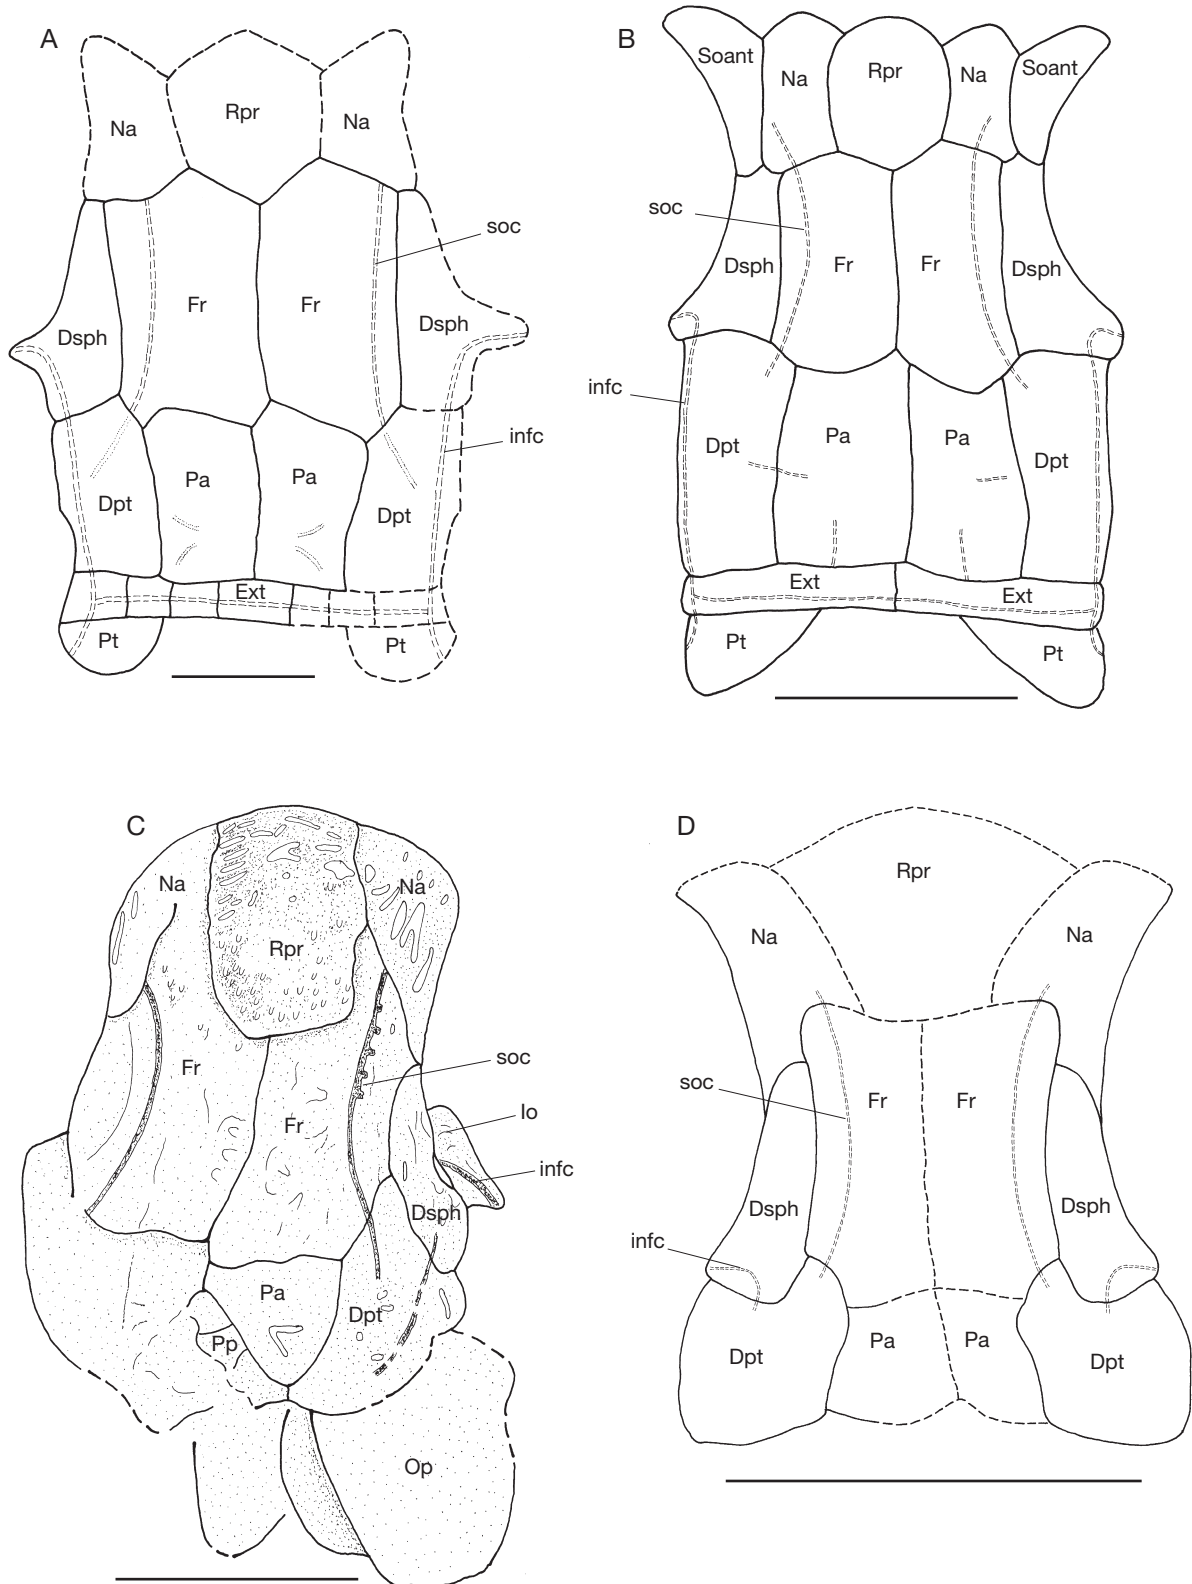 A
Na
Rpr
Na
soc
Fr
Fr
Dsph
Dsph
infc
Pa
Pa
Dpt
Dpt
Ext
Pt
Pt
B
Soant
Na
Rpr
Na
Soant
soc
Dsph
Fr
Fr
Dsph
infc
Dpt
Pa
Pa
Dpt
Ext
Ext
Pt
Pt
C
Na
Na
Rpr
soc
Fr
Io
Fr
infc
Dsph
Pa
Dpt
Pp
Op
D
Rpr
Na
Na
soc
Fr
Fr
Dsph
Dsph
infc
Pa
Pa
Dpt
Dpt